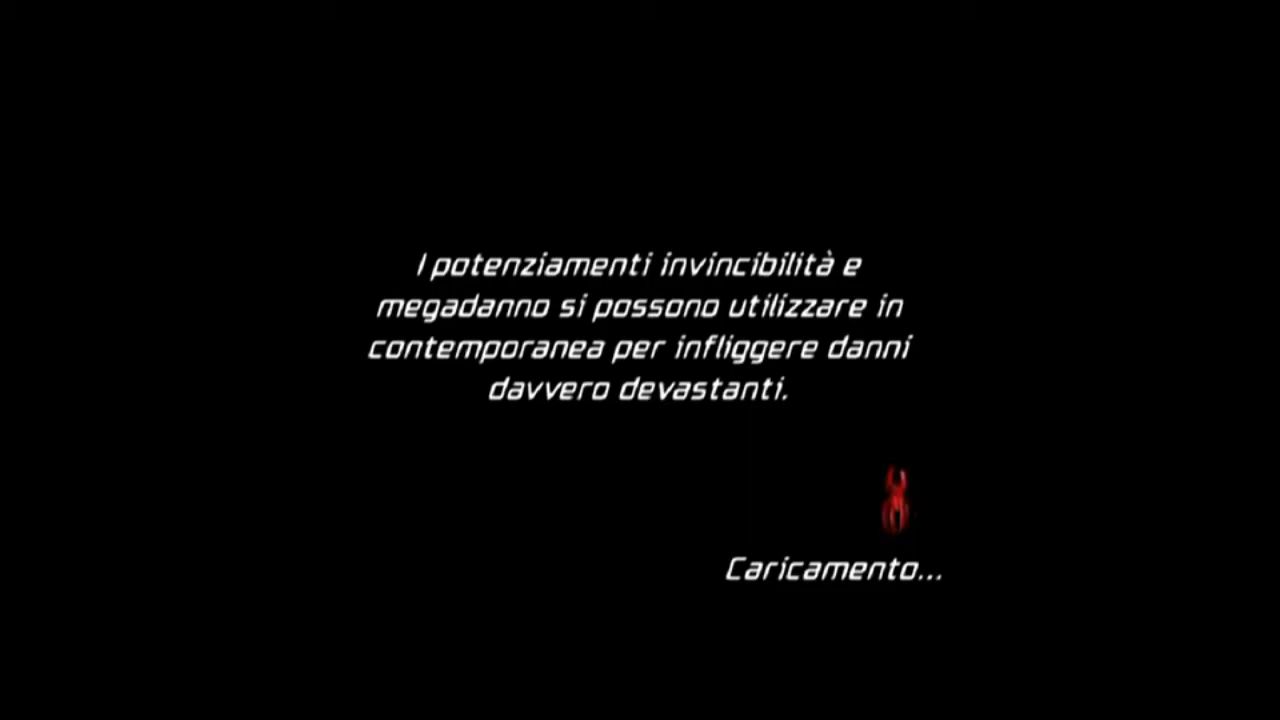 I potenziamenti invincibilità e
megadanno si possono utilizzare in
contemporanea per infliggere danni
davvero devastanti.
Caricamento...